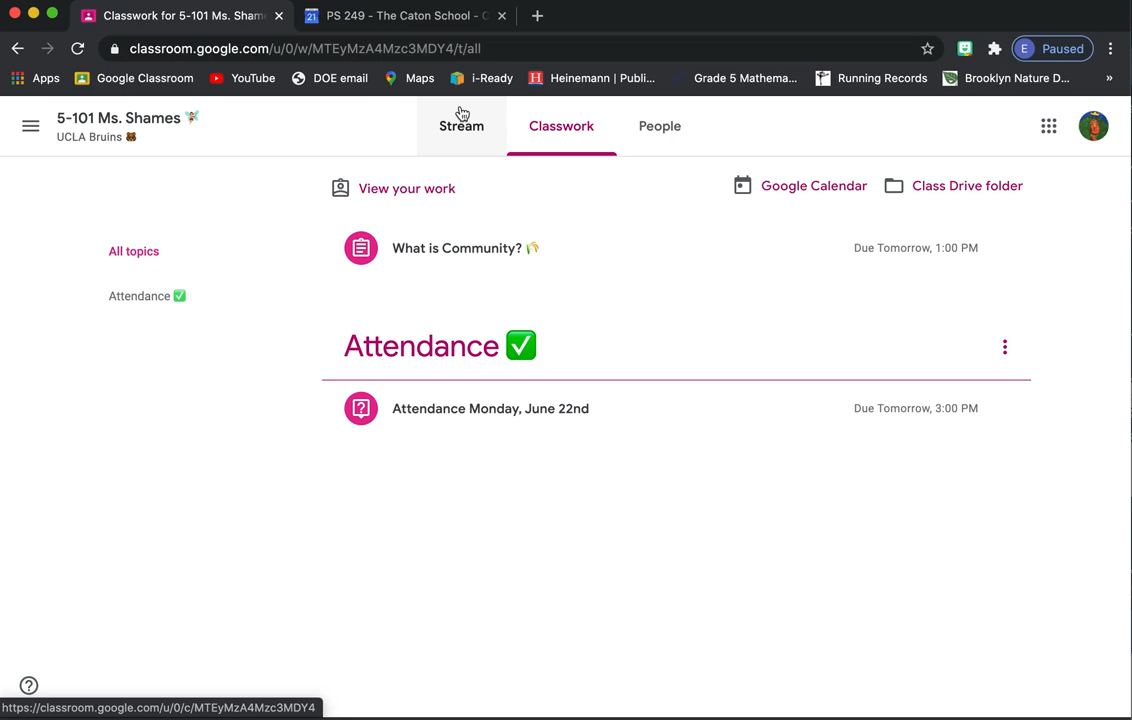 Classwork for 5-101 Ms. Sham
PS 249 - The Caton School - C
classroom.google.com/u/0/w/MTEyMzA4Mzc3MDY4/t/all
E Paused
Apps
Google Classroom
YouTube
DOE email
Maps
i-Ready
Heinemann | Publi...
Grade 5 Mathema...
Running Records
Brooklyn Nature D...
»
5-101 Ms. Shames 🧚
UCLA Bruins 🐻
Stream
Classwork
People
View your work
Google Calendar
Class Drive folder
All topics
Attendance ✅
What is Community? 🌾
Due Tomorrow, 1:00 PM
Attendance ✅
Attendance Monday, June 22nd
Due Tomorrow, 3:00 PM
https://classroom.google.com/u/0/c/MTEyMzA4Mzc3MDY4